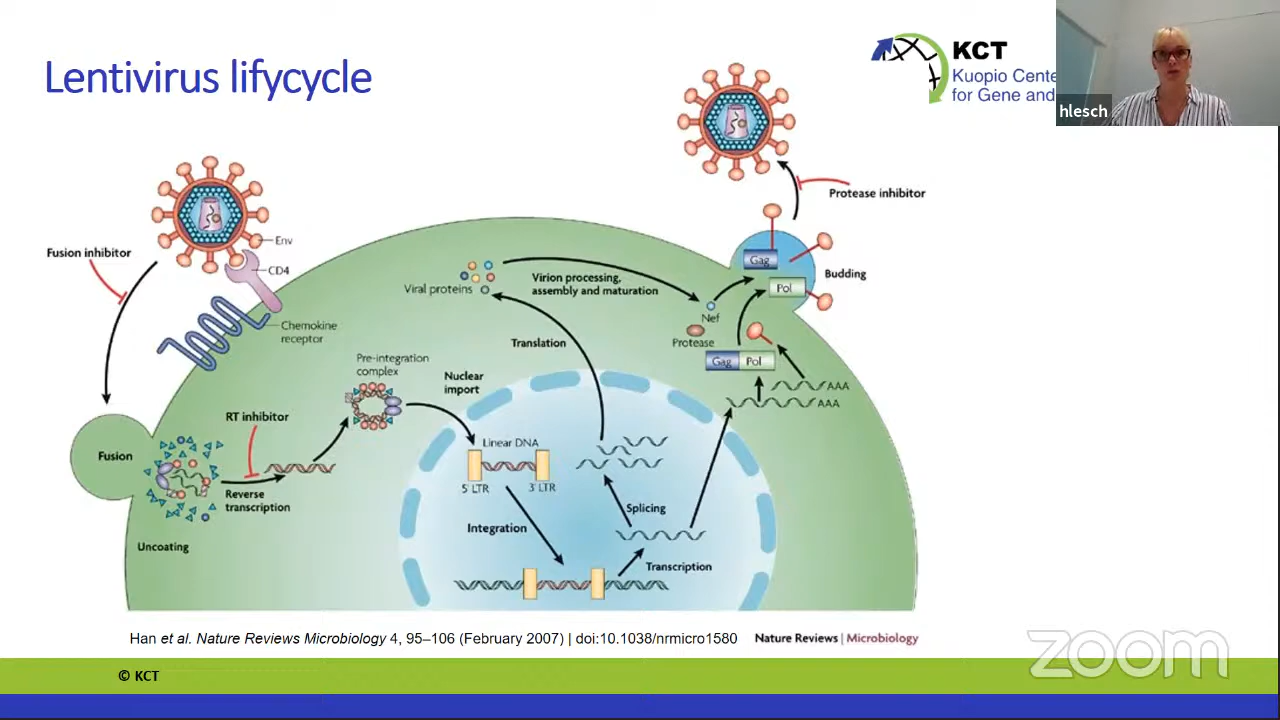 Lentivirus lifycycle
KCT
Kuopio Cente
for Gene and
hlesch
Fusion inhibitor
Env
CD4
Chemokine
receptor
Viral proteins
Virion processing,
assembly and maturation
Protease inhibitor
Gag
Budding
Pol
Nef
Protease
Translation
Gag Pol
AAA
AAA
Pre-integration
complex
Nuclear
import
RT inhibitor
Linear DNA
Fusion
5' LTR 3' LTR
Reverse
transcription
Splicing
Integration
Uncoating
Transcription
Han et al. Nature Reviews Microbiology 4, 95–106 (February 2007) | doi:10.1038/nrmicro1580
Nature Reviews | Microbiology
zoom
© KCT